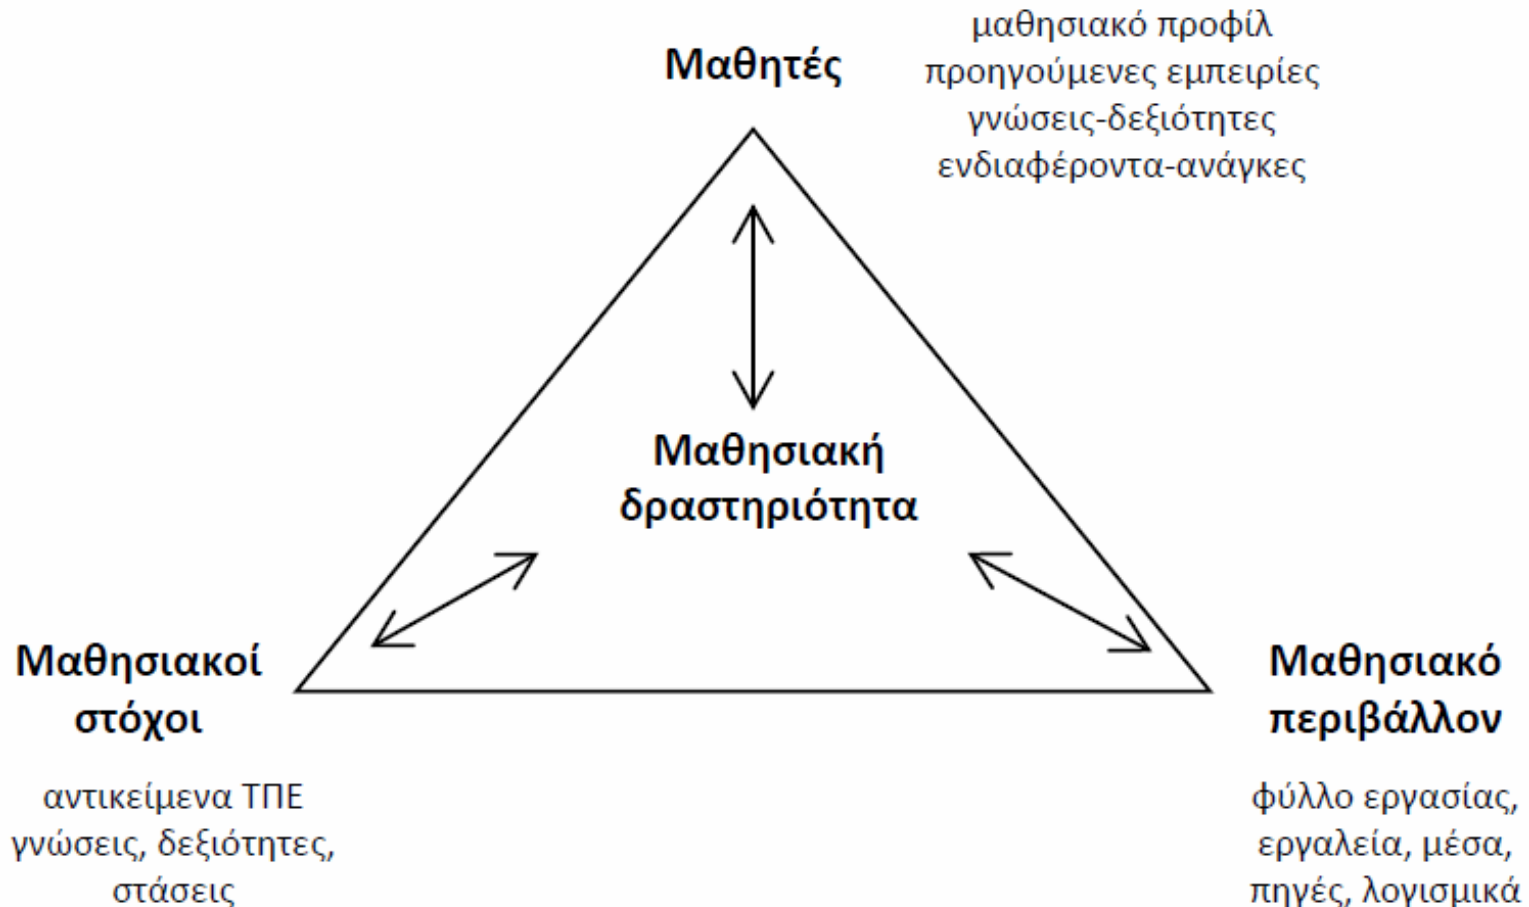 Μαθητές
μαθησιακό προφίλ
προηγούμενες εμπειρίες
γνώσεις-δεξιότητες
ενδιαφέροντα-ανάγκες
Μαθησιακή
δραστηριότητα
Μαθησιακοί
στόχοι
αντικείμενα ΤΠΕ
γνώσεις, δεξιότητες,
στάσεις
Μαθησιακό
περιβάλλον
φύλλο εργασίας,
εργαλεία, μέσα,
πηγές, λογισμικά